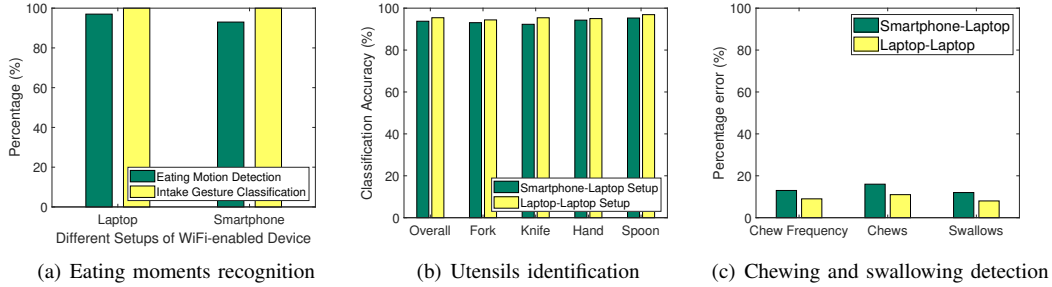 Percentage (%)
100
80
60
40
20
0
Eating Motion Detection
Intake Gesture Classification
Laptop
Smartphone
Different Setups of WiFi-enabled Device
(a) Eating moments recognition
Classification Accuracy (%)
100
80
60
40
20
0
Smartphone-Laptop Setup
Laptop-Laptop Setup
Overall Fork Knife Hand Spoon
(b) Utensils identification
Percentage error (%)
100
80
60
40
20
0
Smartphone-Laptop
Laptop-Laptop
Chew Frequency Chews Swallows
(c) Chewing and swallowing detection